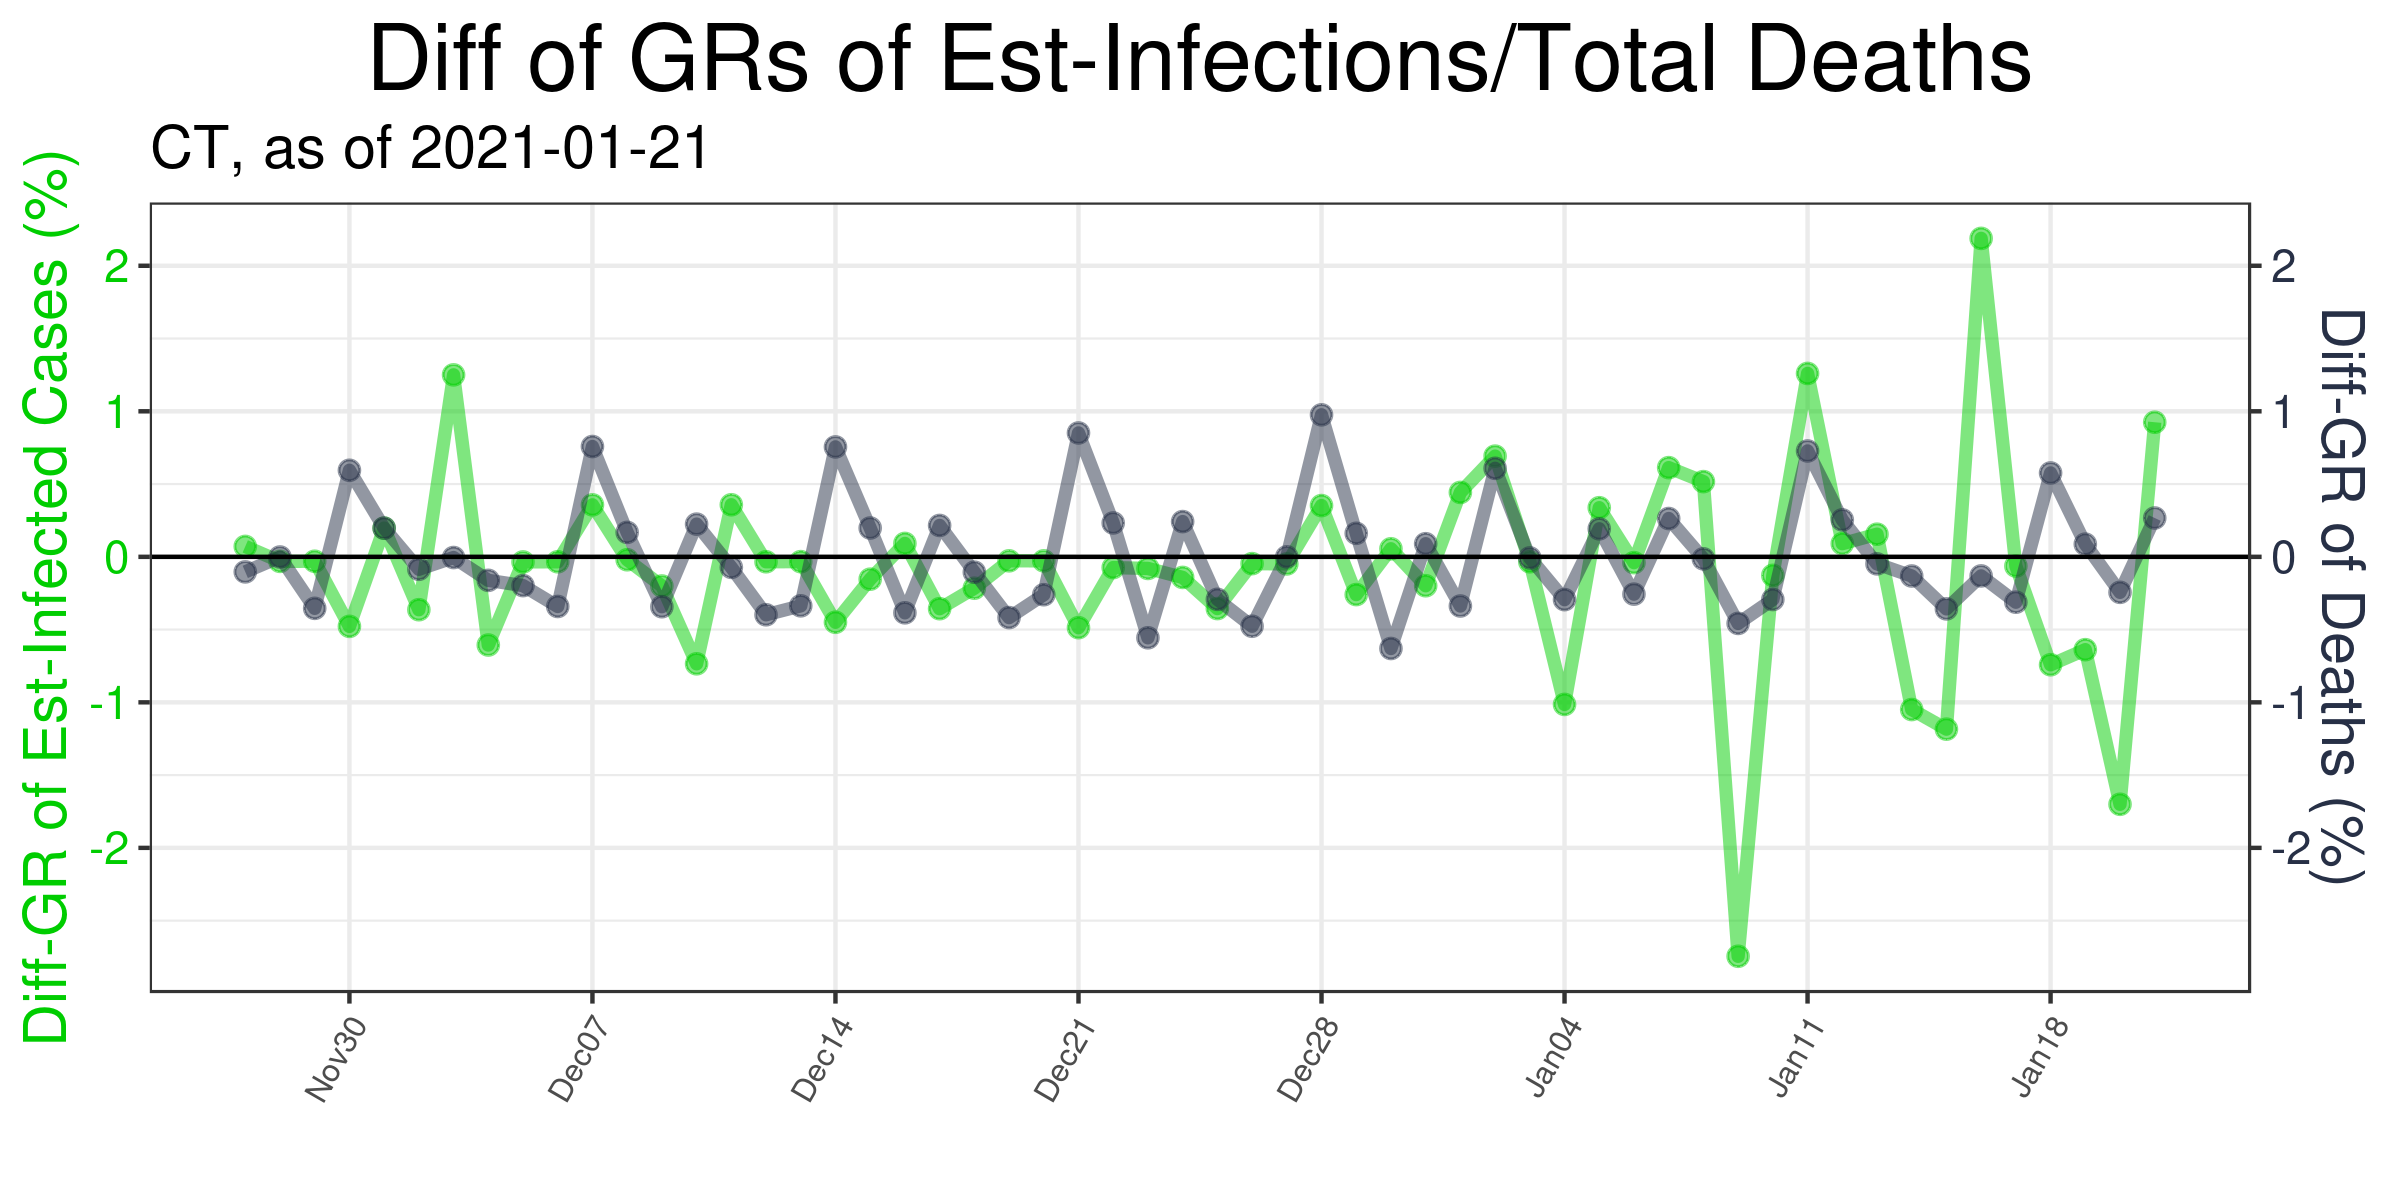 Diff of GRs of Est-Infections/Total Deaths
CT, as of 2021-01-21
Diff-GR of Est-Infected Cases (%)
2
1
0
-1
-2
2
1
0
-1
-2
Diff-GR of Deaths (%)
Nov30
Dec07
Dec14
Dec21
Dec28
Jan04
Jan11
Jan18